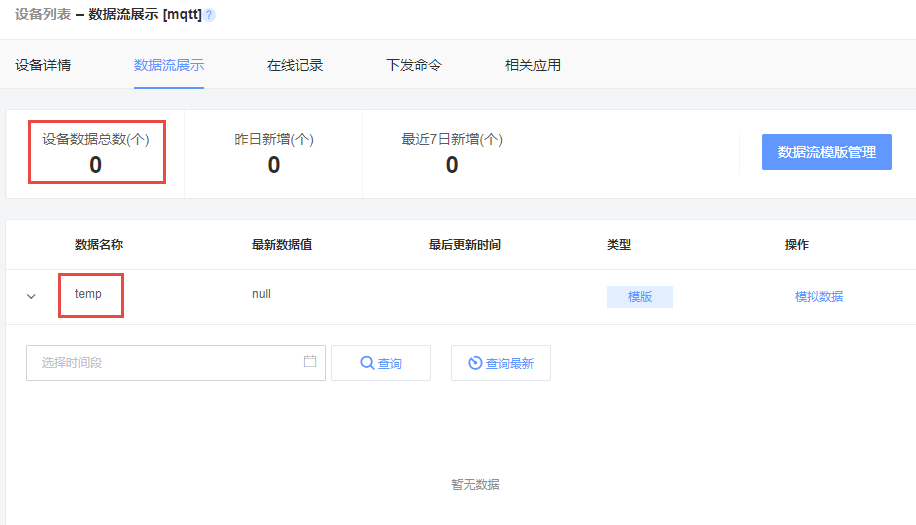 设备列表 – 数据流展示 [mqtt] ?
设备详情 数据流展示 在线记录 下发命令 相关应用
设备数据总数(个) 昨日新增(个) 最近7日新增(个)
0 0 0
数据流模版管理
数据名称 最新数据值 最后更新时间 类型 操作
temp null 模版 模拟数据
选择时间段 查询 查询最新
暂无数据